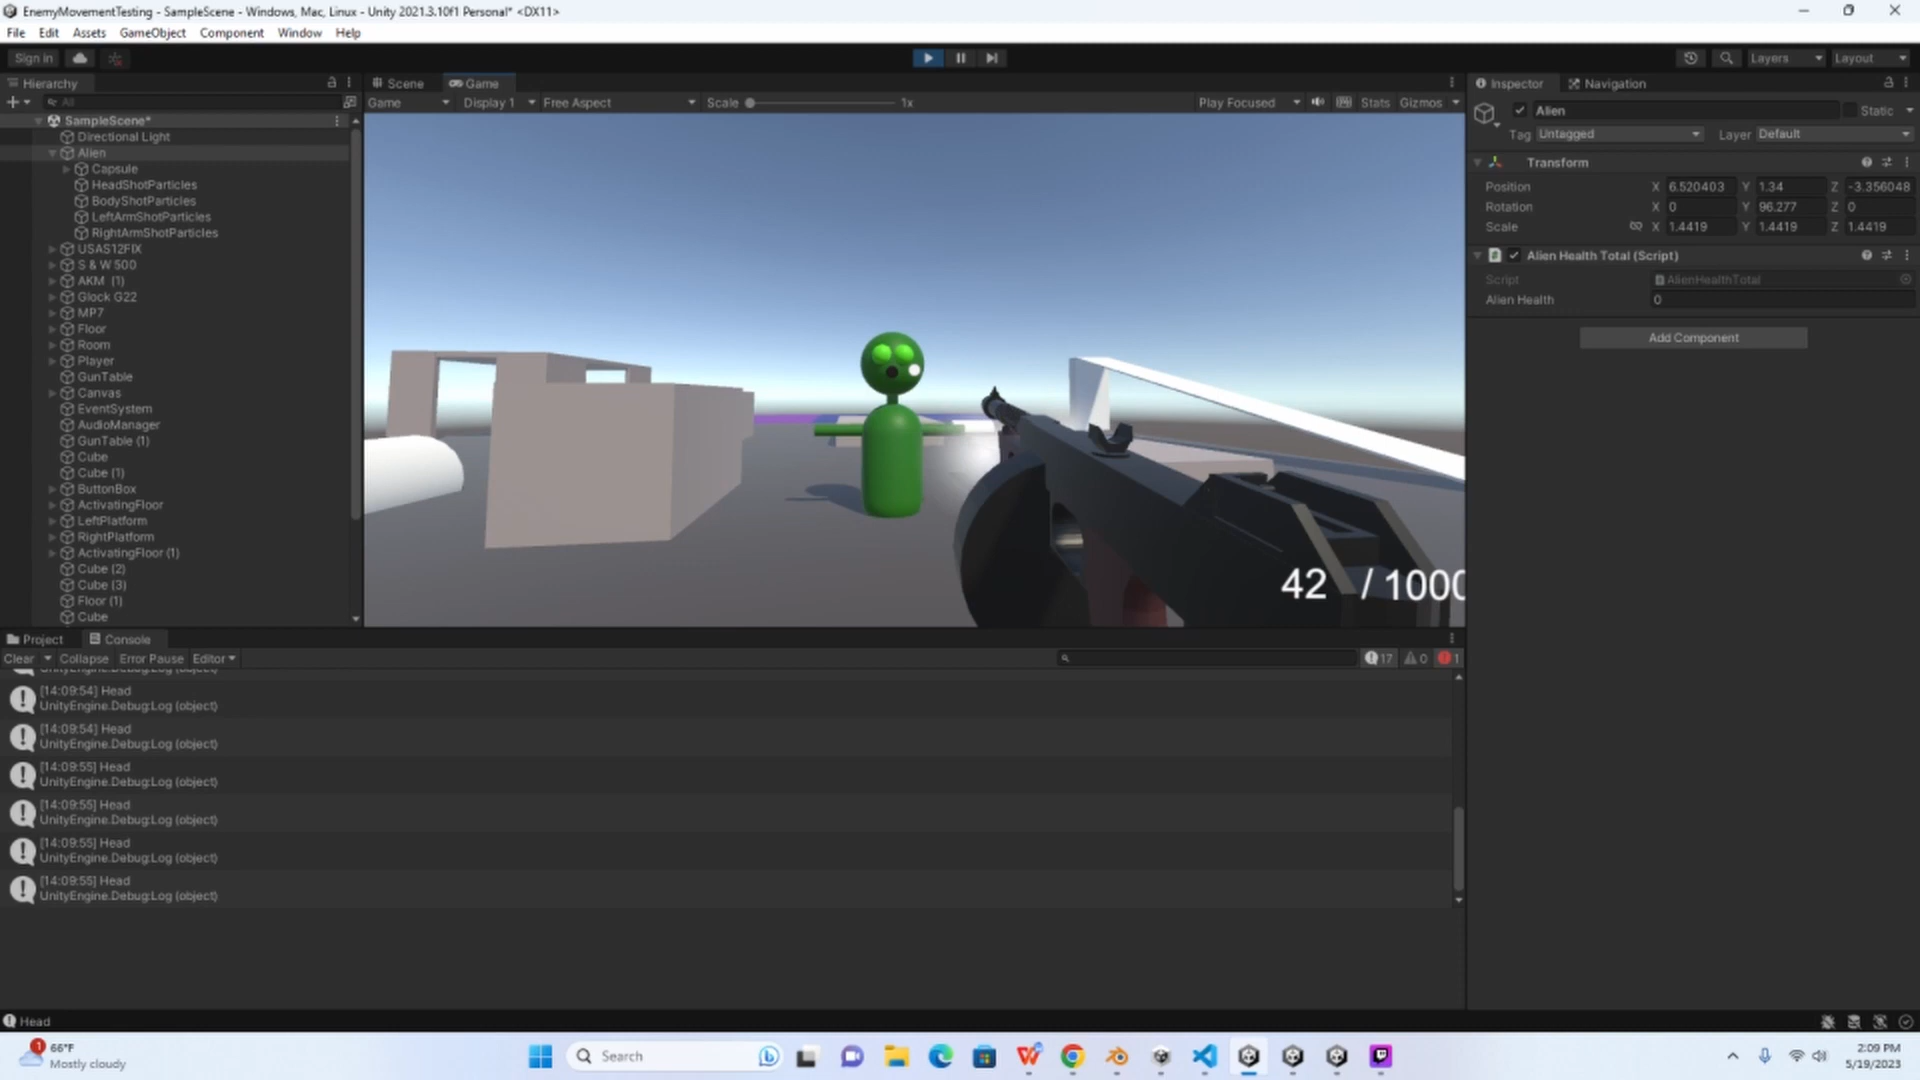 EnemyMovementTesting - SampleScene - Windows, Mac, Linux - Unity 2021.3.10f1 Personal* <DX11>
File Edit Assets GameObject Component Window Help
Sign in
Layers Layout
Hierarchy
Scene Game
Inspector Navigation
All
Game Display 1 Free Aspect Scale 1x Play Focused Stats Gizmos
SampleScene*
Directional Light
Alien
Capsule
HeadShotParticles
BodyShotParticles
LeftArmShotParticles
RightArmShotParticles
USAS12FIX
S & W 500
AKM (1)
Glock G22
MP7
Floor
Room
Player
GunTable
Canvas
EventSystem
AudioManager
GunTable (1)
Cube
Cube (1)
ButtonBox
ActivatingFloor
LeftPlatform
RightPlatform
ActivatingFloor (1)
Cube (2)
Cube (3)
Floor (1)
Cube
42 / 1000
Alien Static
Tag Untagged Layer Default
Transform
Position X 6.520403 Y 1.34 Z -3.356048
Rotation X 0 Y 96.277 Z 0
Scale X 1.4419 Y 1.4419 Z 1.4419
Alien Health Total (Script)
Script AlienHealthTotal
Alien Health 0
Add Component
Project Console
Clear Collapse Error Pause Editor 17 0 1
UnityEngine.Debug:Log (object)
[14:09:54] Head
UnityEngine.Debug:Log (object)
[14:09:54] Head
UnityEngine.Debug:Log (object)
[14:09:55] Head
UnityEngine.Debug:Log (object)
[14:09:55] Head
UnityEngine.Debug:Log (object)
[14:09:55] Head
UnityEngine.Debug:Log (object)
[14:09:55] Head
UnityEngine.Debug:Log (object)
Head
1
66°F
Mostly cloudy
Search
2:09 PM
5/19/2023